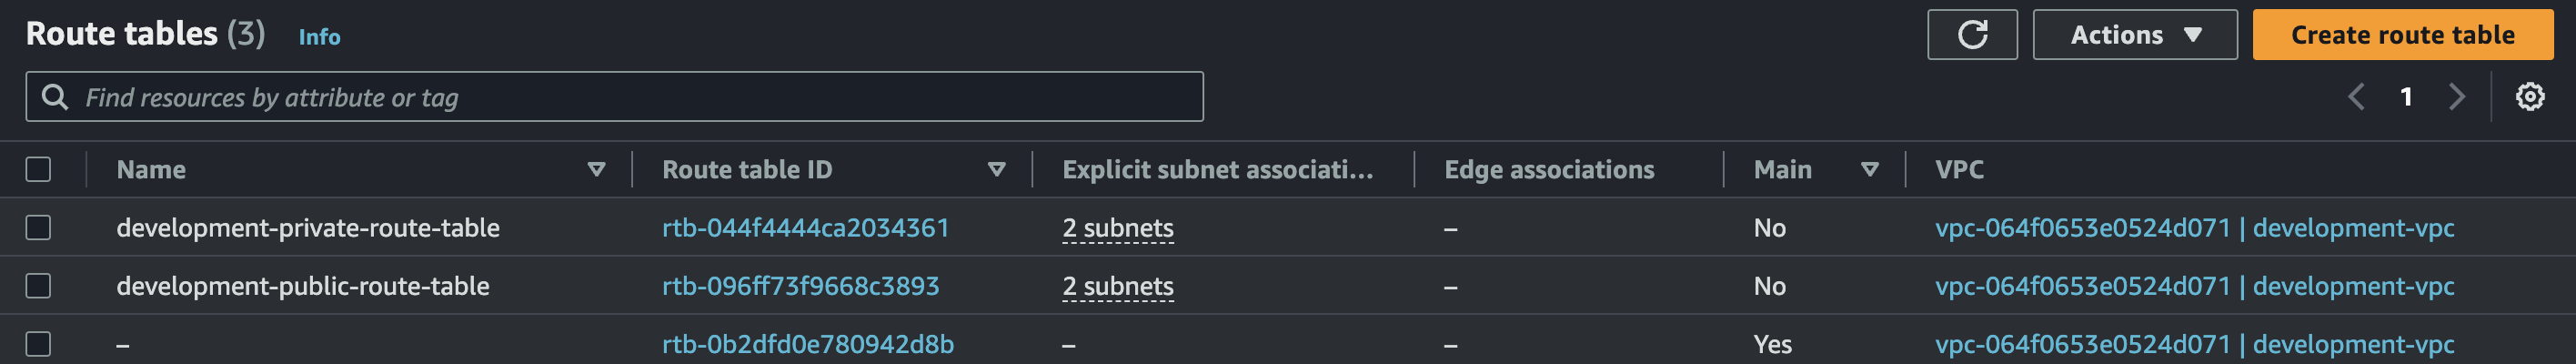 Route tables (3) Info Actions Create route table
Find resources by attribute or tag 1
Name Route table ID Explicit subnet associati... Edge associations Main VPC
development-private-route-table rtb-044f4444ca2034361 2 subnets – No vpc-064f0653e0524d071 | development-vpc
development-public-route-table rtb-096ff73f9668c3893 2 subnets – No vpc-064f0653e0524d071 | development-vpc
– rtb-0b2dfd0e780942d8b – – Yes vpc-064f0653e0524d071 | development-vpc